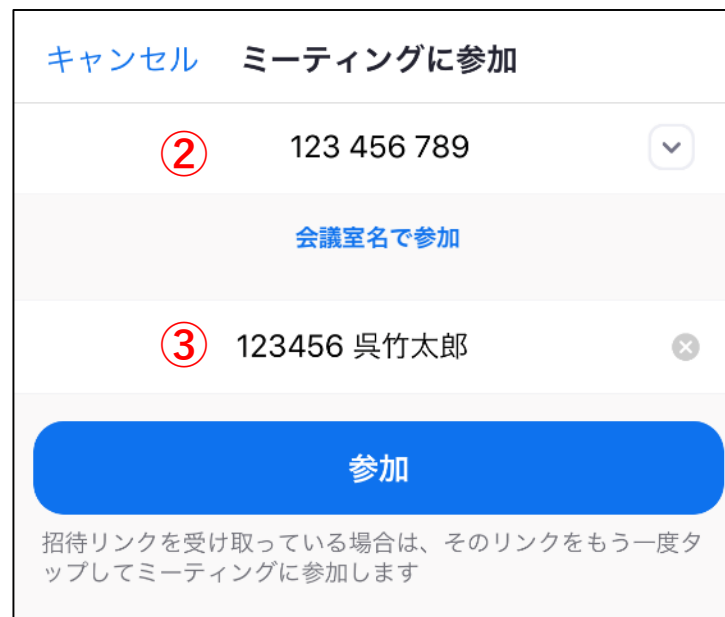 キャンセル ミーティングに参加
② 123 456 789
会議室名で参加
③ 123456 呉竹太郎
参加
招待リンクを受け取っている場合は、そのリンクをもう一度タ
ップしてミーティングに参加します